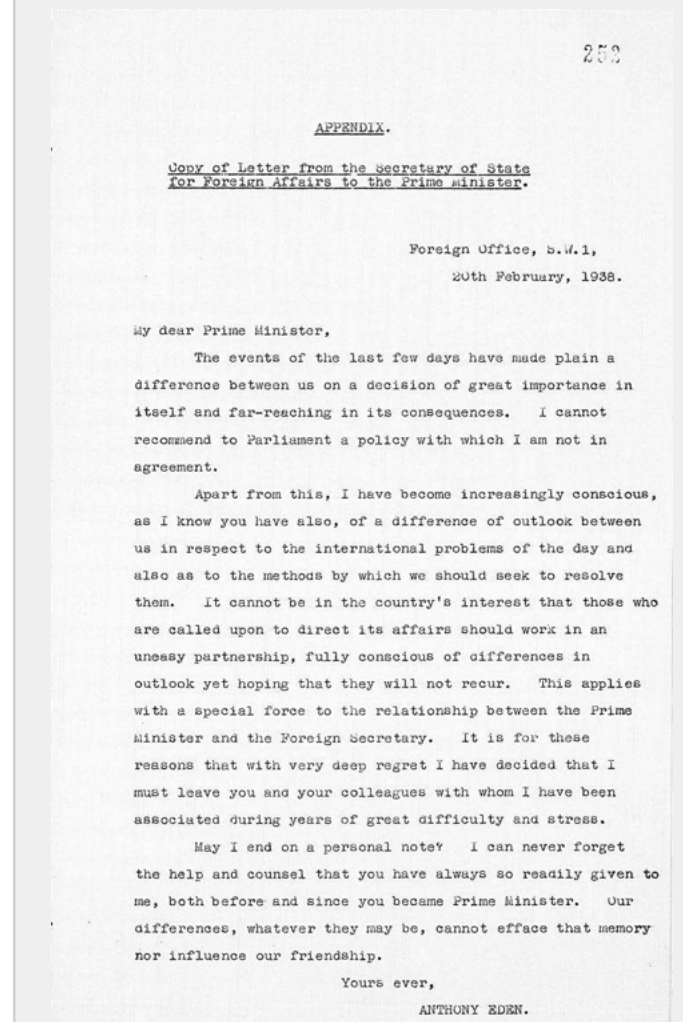 253
APPENDIX.
Copy of Letter from the Secretary of State
for Foreign Affairs to the Prime Minister.
Foreign Office, S.W.1,
20th February, 1938.
My dear Prime Minister,
The events of the last few days have made plain a
difference between us on a decision of great importance in
itself and far-reaching in its consequences. I cannot
recommend to Parliament a policy with which I am not in
agreement.
Apart from this, I have become increasingly conscious,
as I know you have also, of a difference of outlook between
us in respect to the international problems of the day and
also as to the methods by which we should seek to resolve
them. It cannot be in the country's interest that those who
are called upon to direct its affairs should work in an
uneasy partnership, fully conscious of differences in
outlook yet hoping that they will not recur. This applies
with a special force to the relationship between the Prime
Minister and the Foreign Secretary. It is for these
reasons that with very deep regret I have decided that I
must leave you and your colleagues with whom I have been
associated during years of great difficulty and stress.
May I end on a personal note? I can never forget
the help and counsel that you have always so readily given to
me, both before and since you became Prime Minister. Our
differences, whatever they may be, cannot efface that memory
nor influence our friendship.
Yours ever,
ANTHONY EDEN.